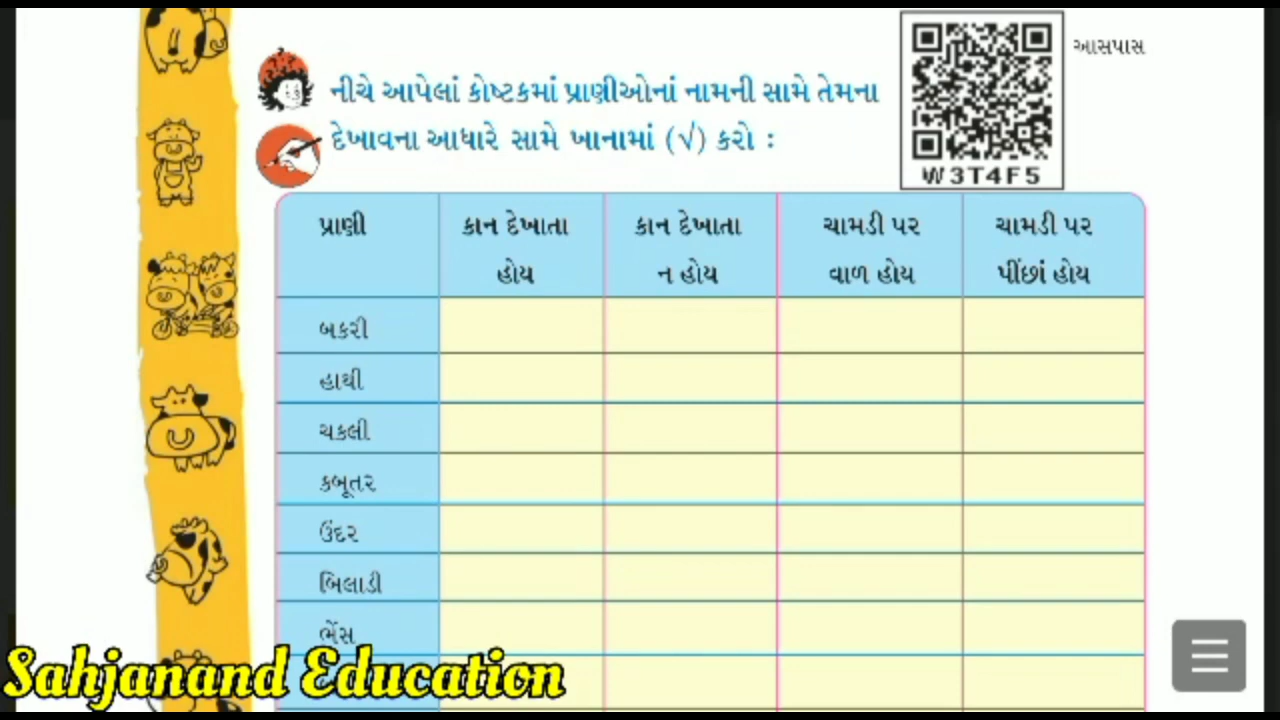 આસપાસ
નીચે આપેલાં કોષ્ટકમાં પ્રાણીઓનાં નામની સામે તેમના
દેખાવના આધારે સામે ખાનામાં (√) કરો :
W3T4F5
પ્રાણી કાન દેખાતા હોય કાન દેખાતા ન હોય ચામડી પર વાળ હોય ચામડી પર પીંછાં હોય
બકરી
હાથી
ચકલી
કબૂતર
ઉંદર
બિલાડી
ભેંસ
Sahjanand Education